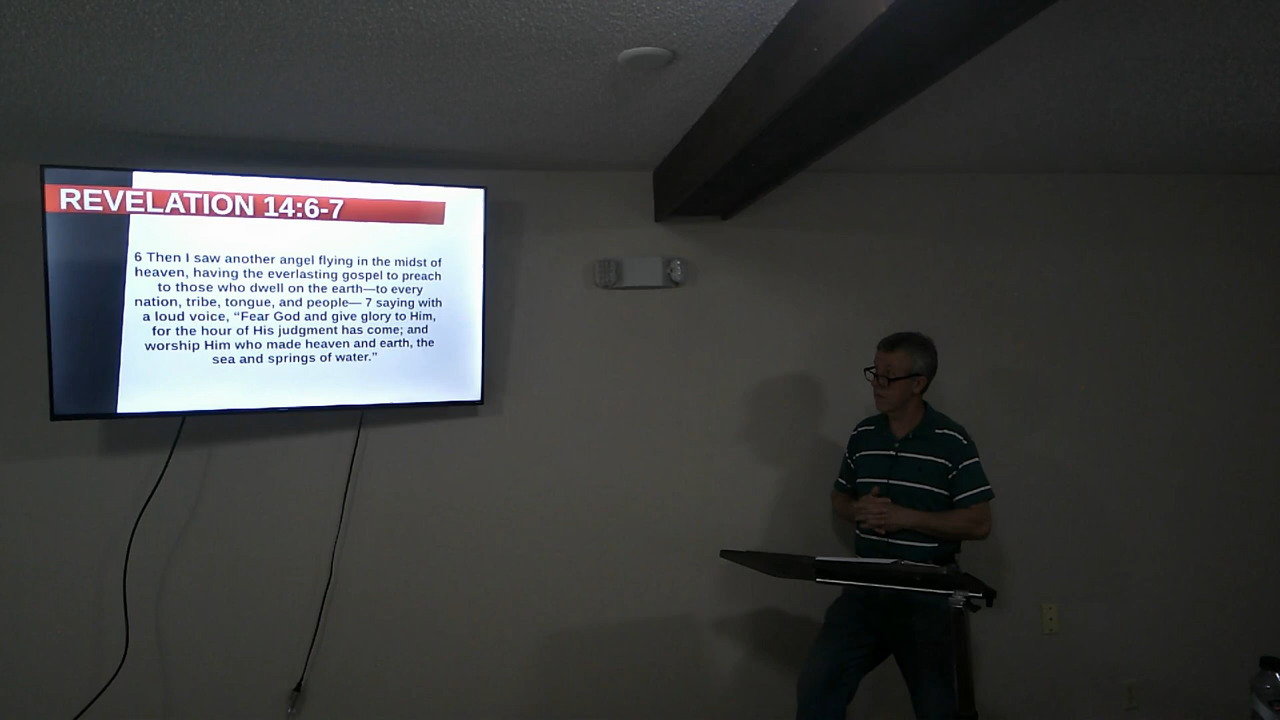 REVELATION 14:6-7
6 Then I saw another angel flying in the midst of
heaven, having the everlasting gospel to preach
to those who dwell on the earth—to every
nation, tribe, tongue, and people— 7 saying with
a loud voice, “Fear God and give glory to Him,
for the hour of His judgment has come; and
worship Him who made heaven and earth, the
sea and springs of water.”